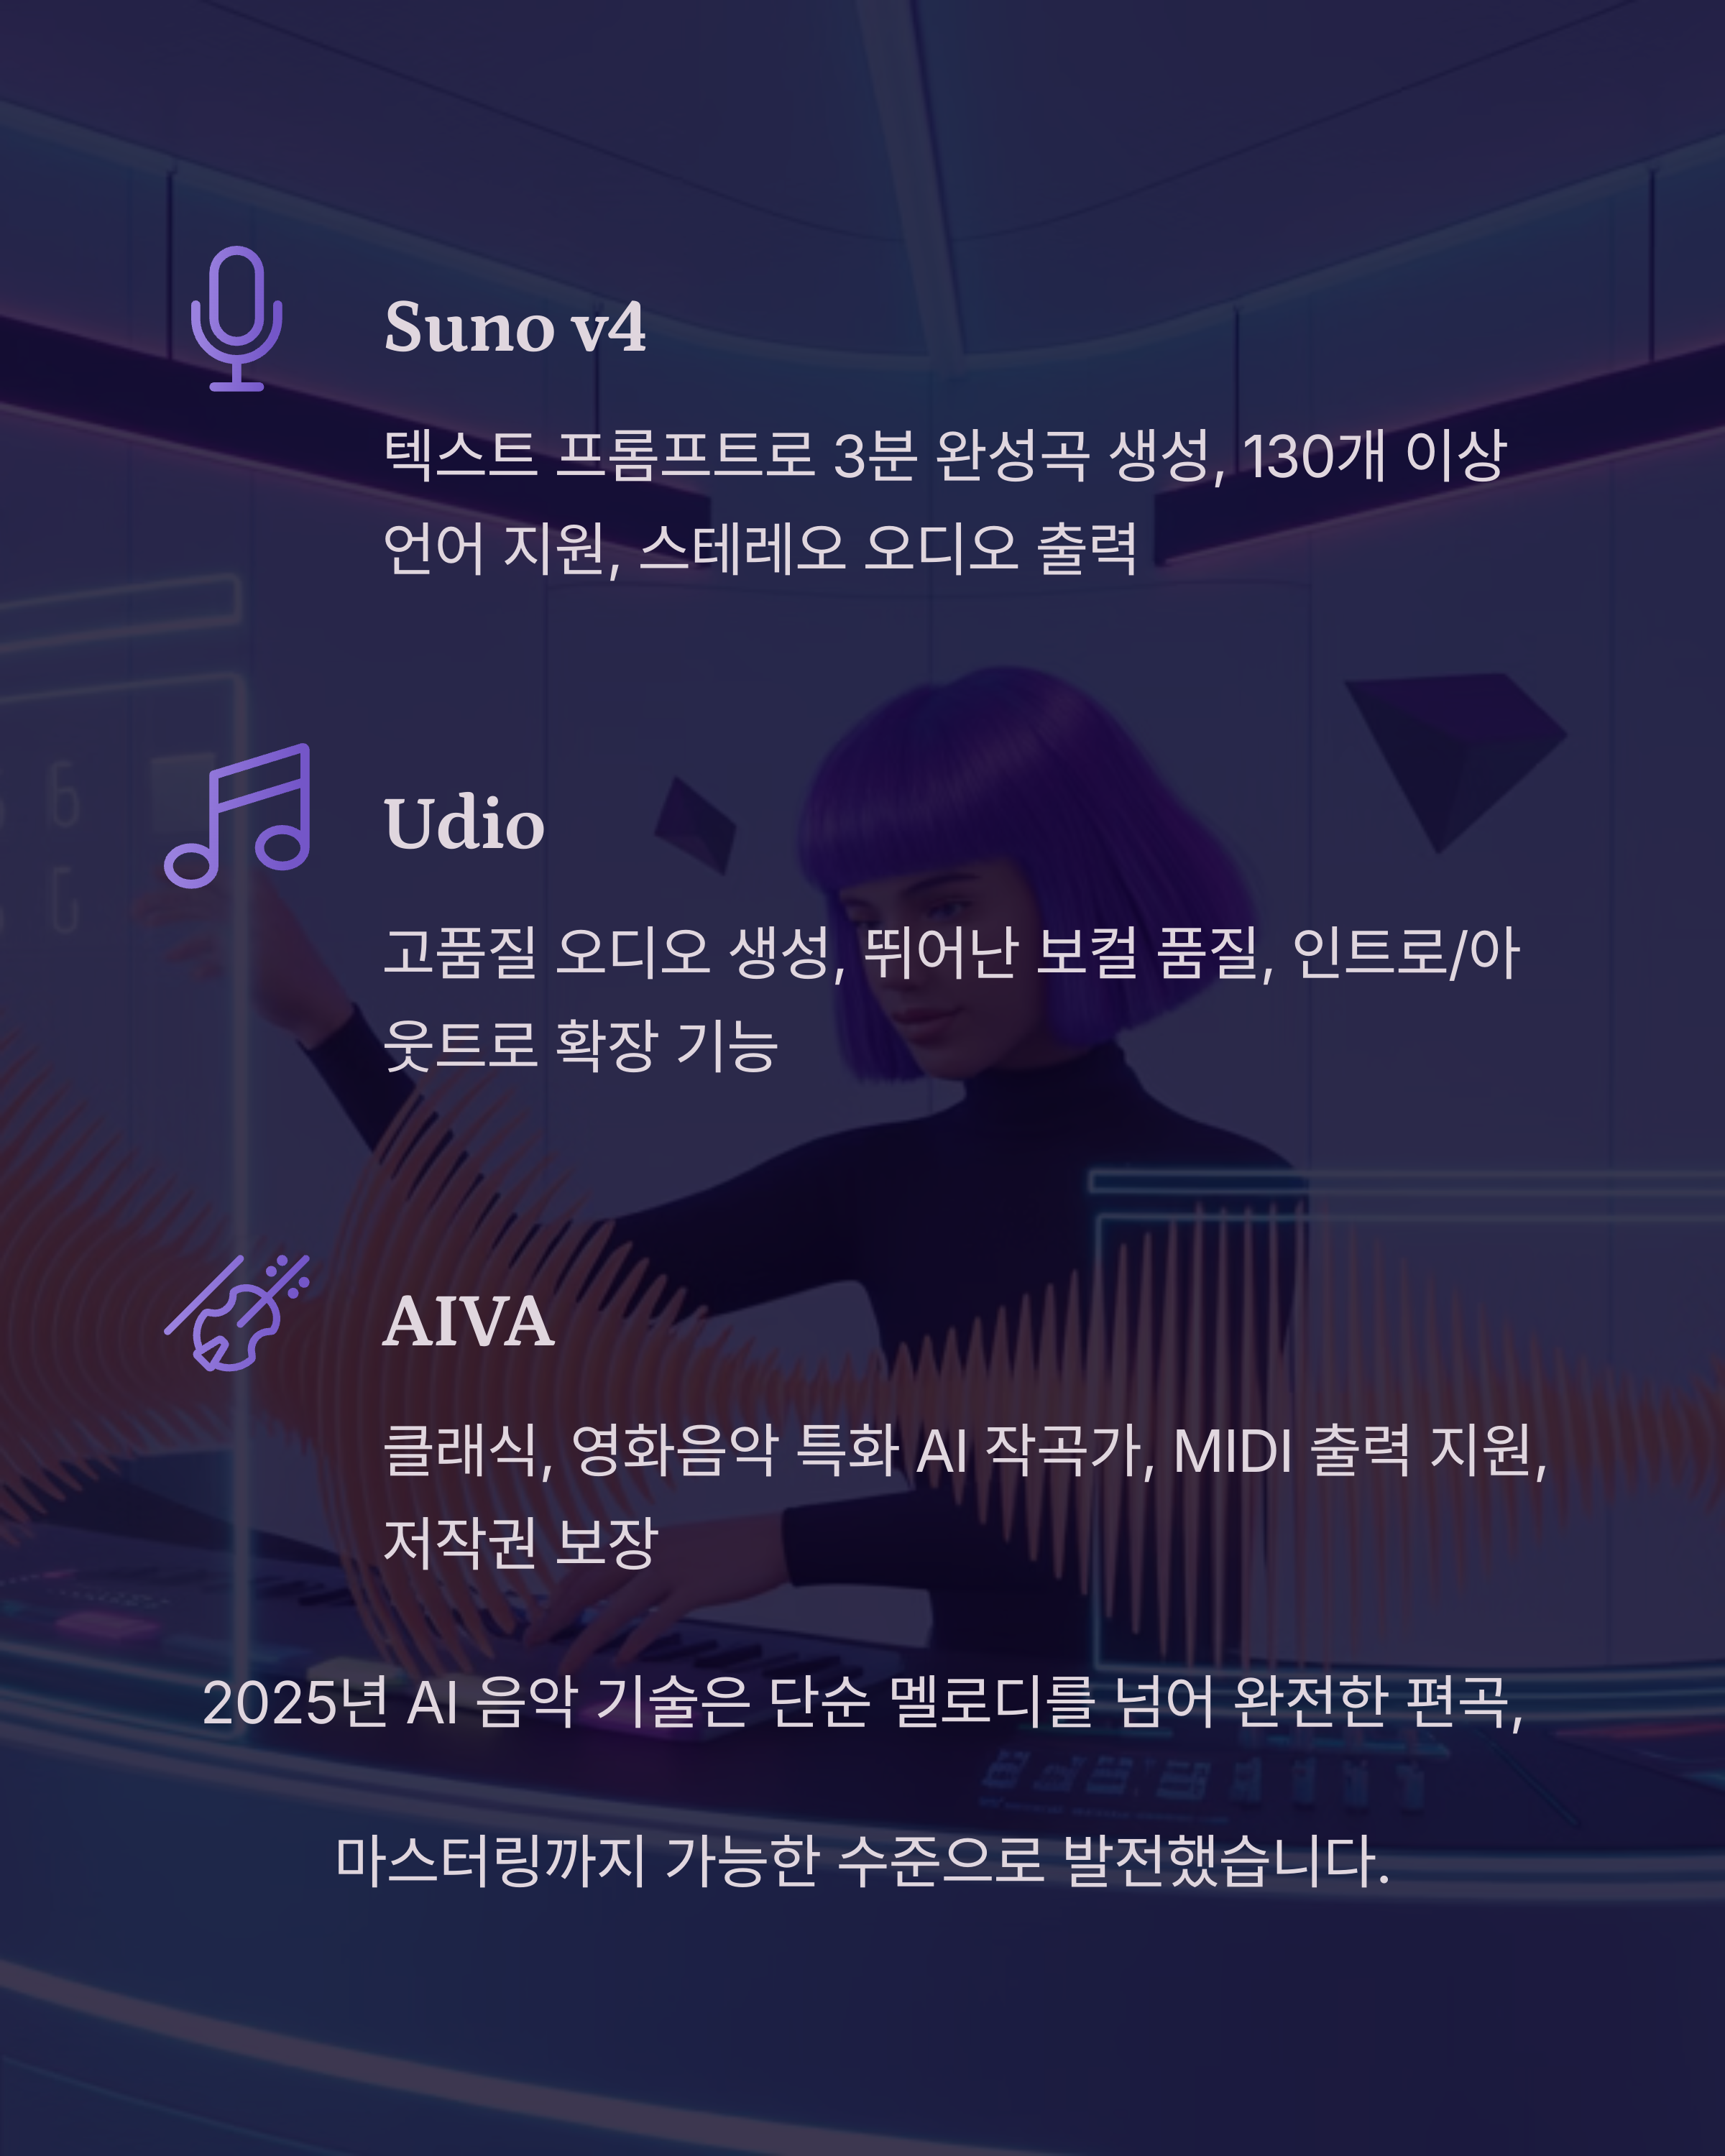 Suno v4
텍스트 프롬프트로 3분 완성곡 생성, 130개 이상
언어 지원, 스테레오 오디오 출력
Udio
고품질 오디오 생성, 뛰어난 보컬 품질, 인트로/아
웃트로 확장 기능
AIVA
클래식, 영화음악 특화 AI 작곡가, MIDI 출력 지원,
저작권 보장
2025년 AI 음악 기술은 단순 멜로디를 넘어 완전한 편곡,
마스터링까지 가능한 수준으로 발전했습니다.